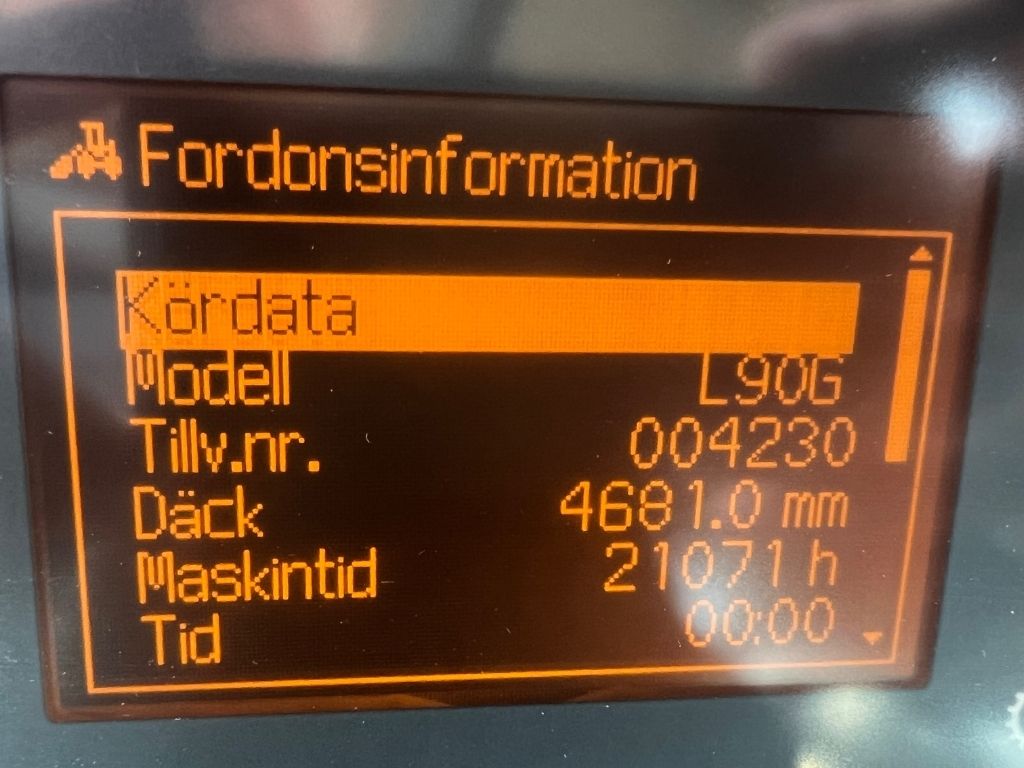 Fordonsinformation
Kördata
Modell L90G
Tillv.nr. 004230
Däck 4681.0 mm
Maskintid 21071 h
Tid 00:00